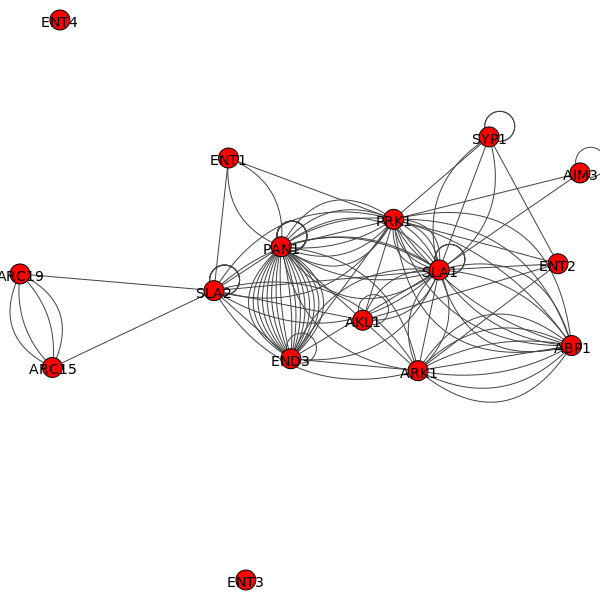 ENT4
SYP1
ENT1
AIM3
PRK1
PAN1
ENT2
SLA1
ARC19
SLA2
AKL1
ABP1
END3
ARC15
ARK1
ENT3